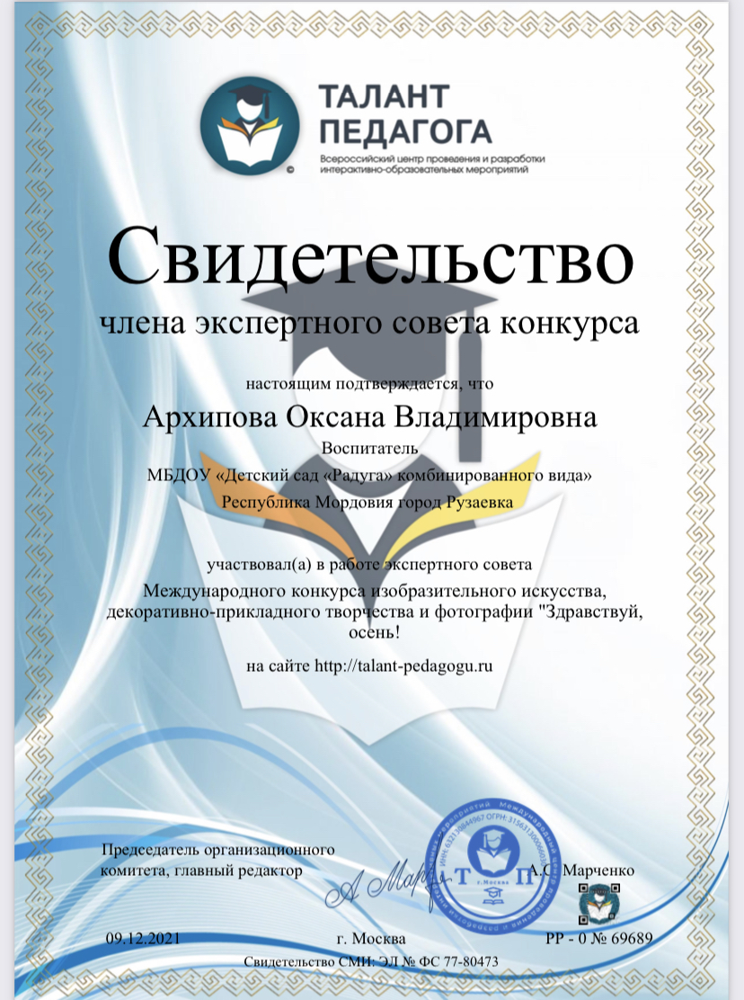 ТАЛАНТ
ПЕДАГОГА
Всероссийский центр проведения и разработки
интерактивно-образовательных мероприятий
©
Свидетельство
члена экспертного совета конкурса
настоящим подтверждается, что
Архипова Оксана Владимировна
Воспитатель
МБДОУ «Детский сад «Радуга» комбинированного вида»
Республика Мордовия город Рузаевка
участвовал(а) в работе экспертного совета
Международного конкурса изобразительного искусства,
декоративно-прикладного творчества и фотографии "Здравствуй,
осень!
на сайте http://talant-pedagogu.ru
Председатель организационного
комитета, главный редактор
А.С. Марченко
Т П
г.Москва
09.12.2021
г. Москва
РР - 0 № 69689
Свидетельство СМИ: ЭЛ № ФС 77-80473